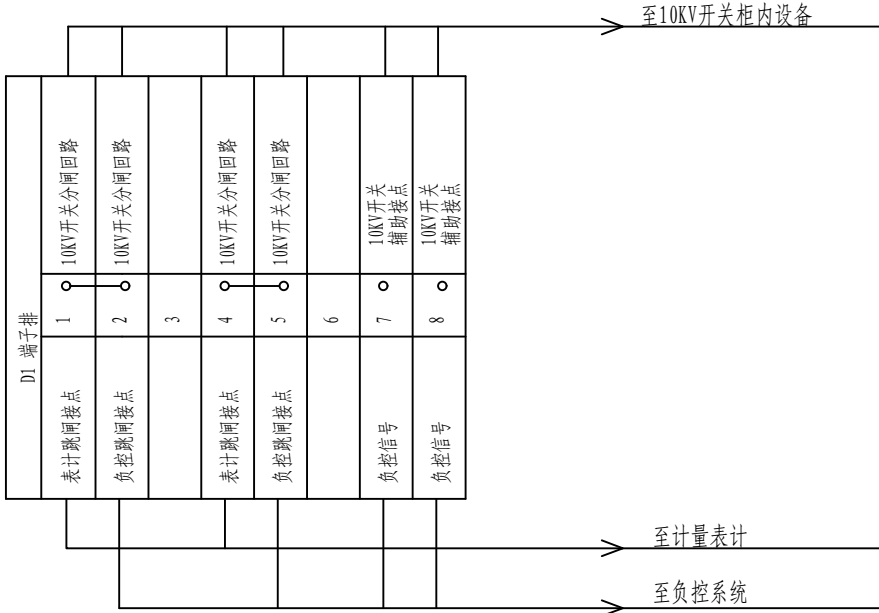 至10KV开关柜内设备
D1 端子排
10KV开关分闸回路
10KV开关分闸回路
10KV开关分闸回路
10KV开关分闸回路
10KV开关
辅助接点
10KV开关
辅助接点
1
2
3
4
5
6
7
8
表计跳闸接点
负控跳闸接点
表计跳闸接点
负控跳闸接点
负控信号
负控信号
至计量表计
至负控系统